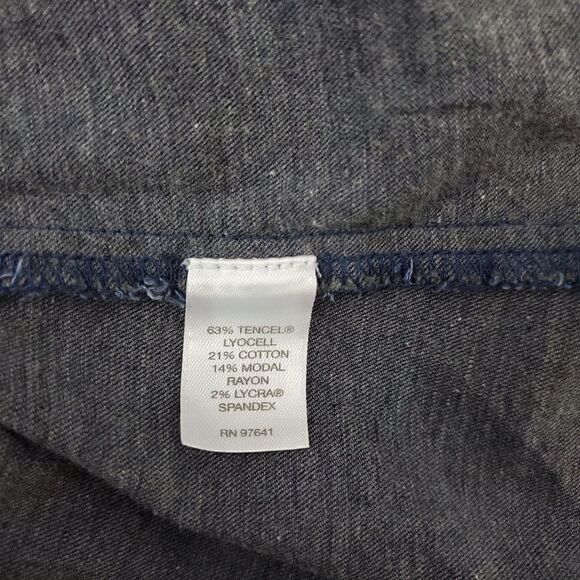 63% TENCEL®
LYOCELL
21% COTTON
14% MODAL
RAYON
2% LYCRA®
SPANDEX
RN 97641